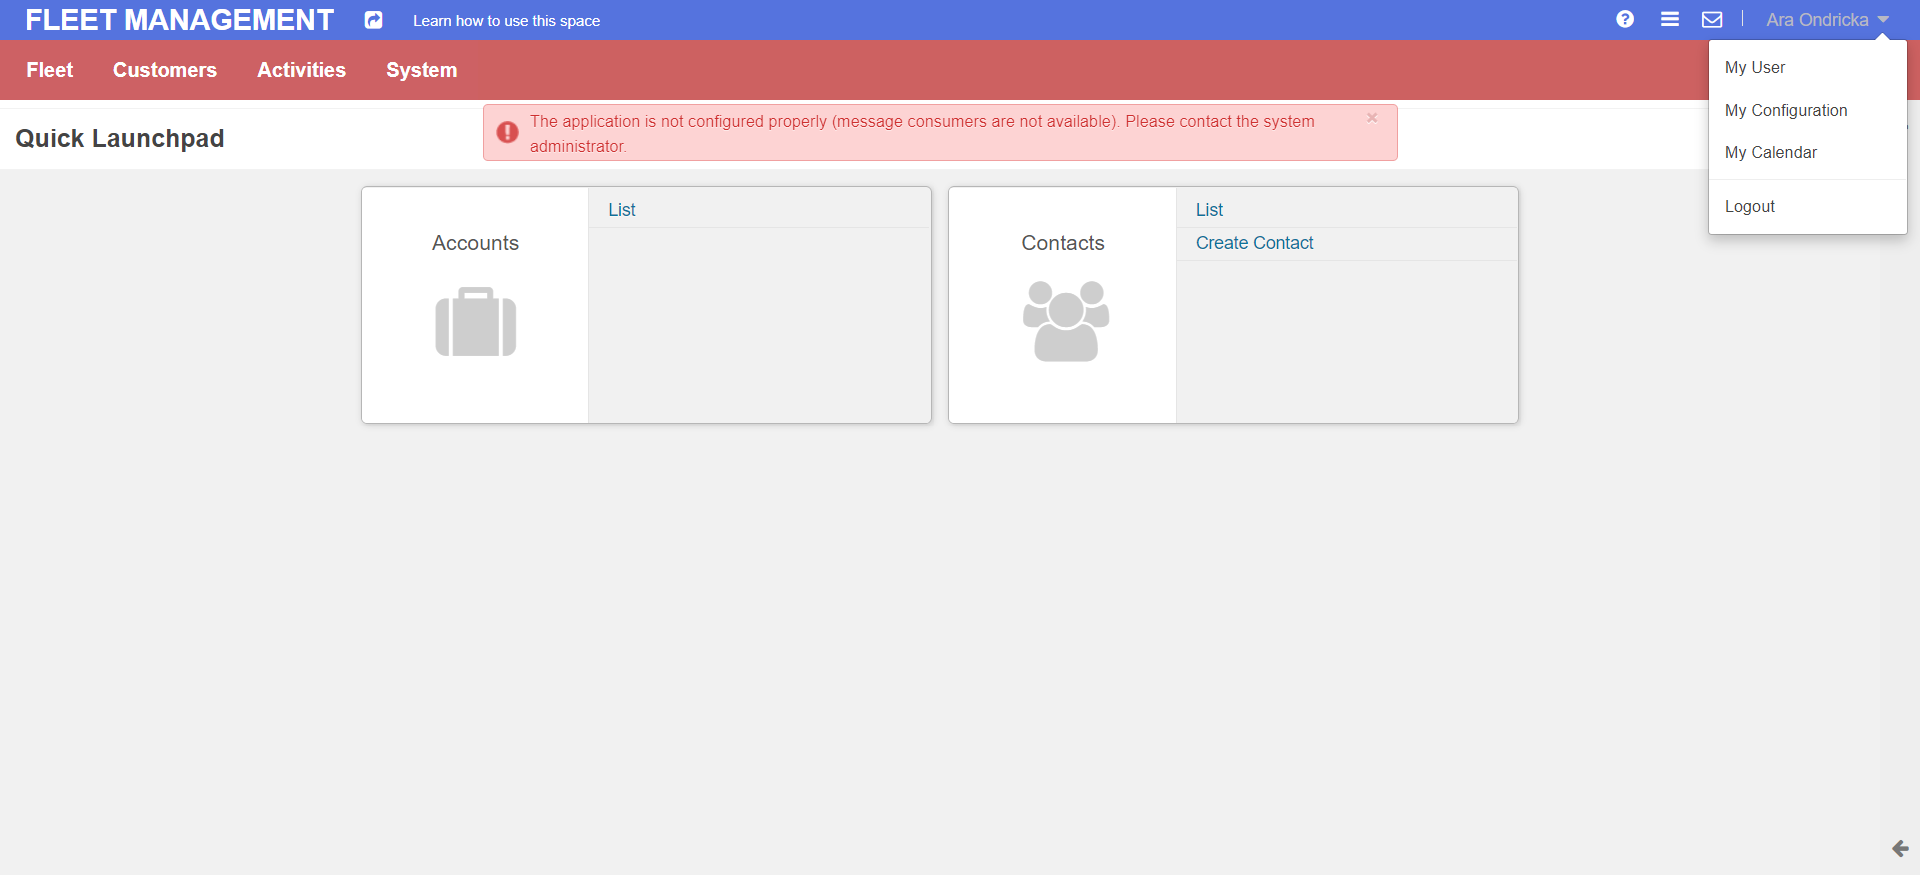 FLEET MANAGEMENT
Learn how to use this space
Ara Ondricka
Fleet
Customers
Activities
System
My User
My Configuration
My Calendar
Logout
Quick Launchpad
The application is not configured properly (message consumers are not available). Please contact the system
administrator.
×
Accounts
List
Contacts
List
Create Contact